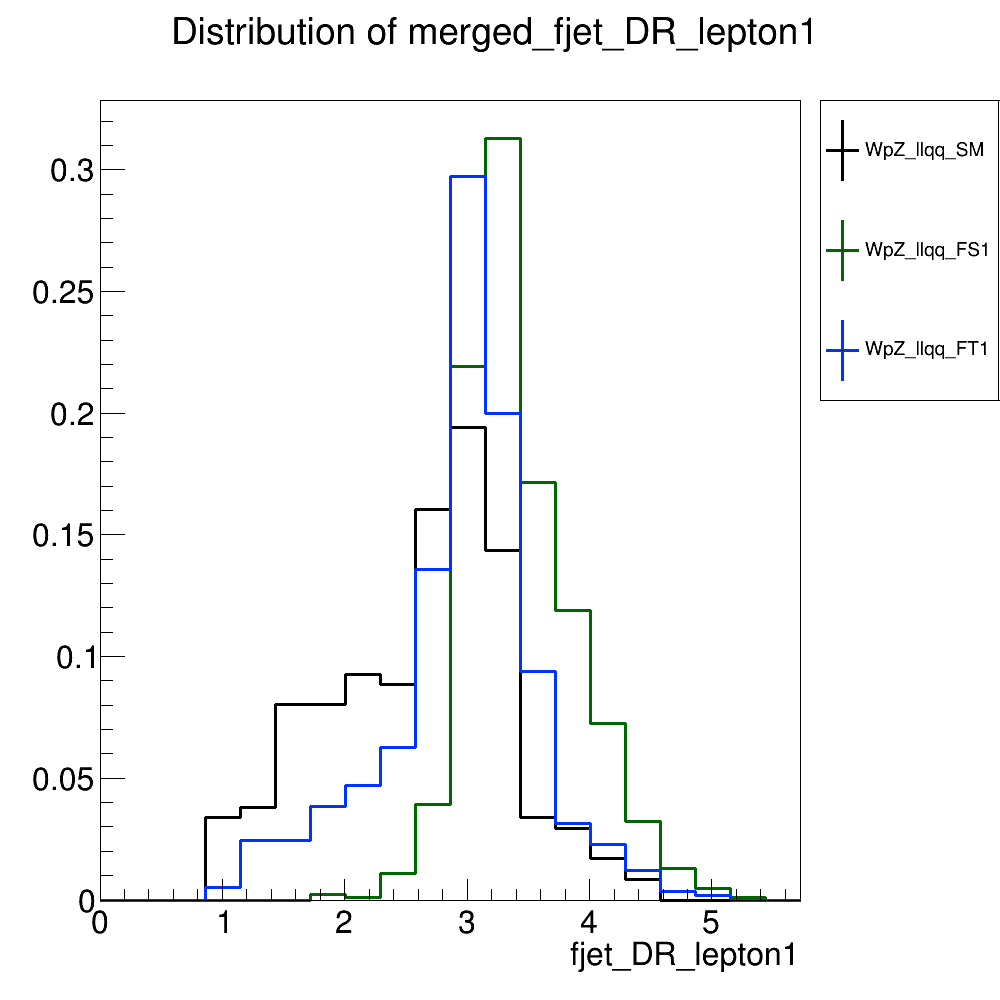 Distribution of merged_fjet_DR_lepton1
WpZ_llqq_SM
WpZ_llqq_FS1
WpZ_llqq_FT1
0.3
0.25
0.2
0.15
0.1
0.05
0
0 1 2 3 4 5
fjet_DR_lepton1